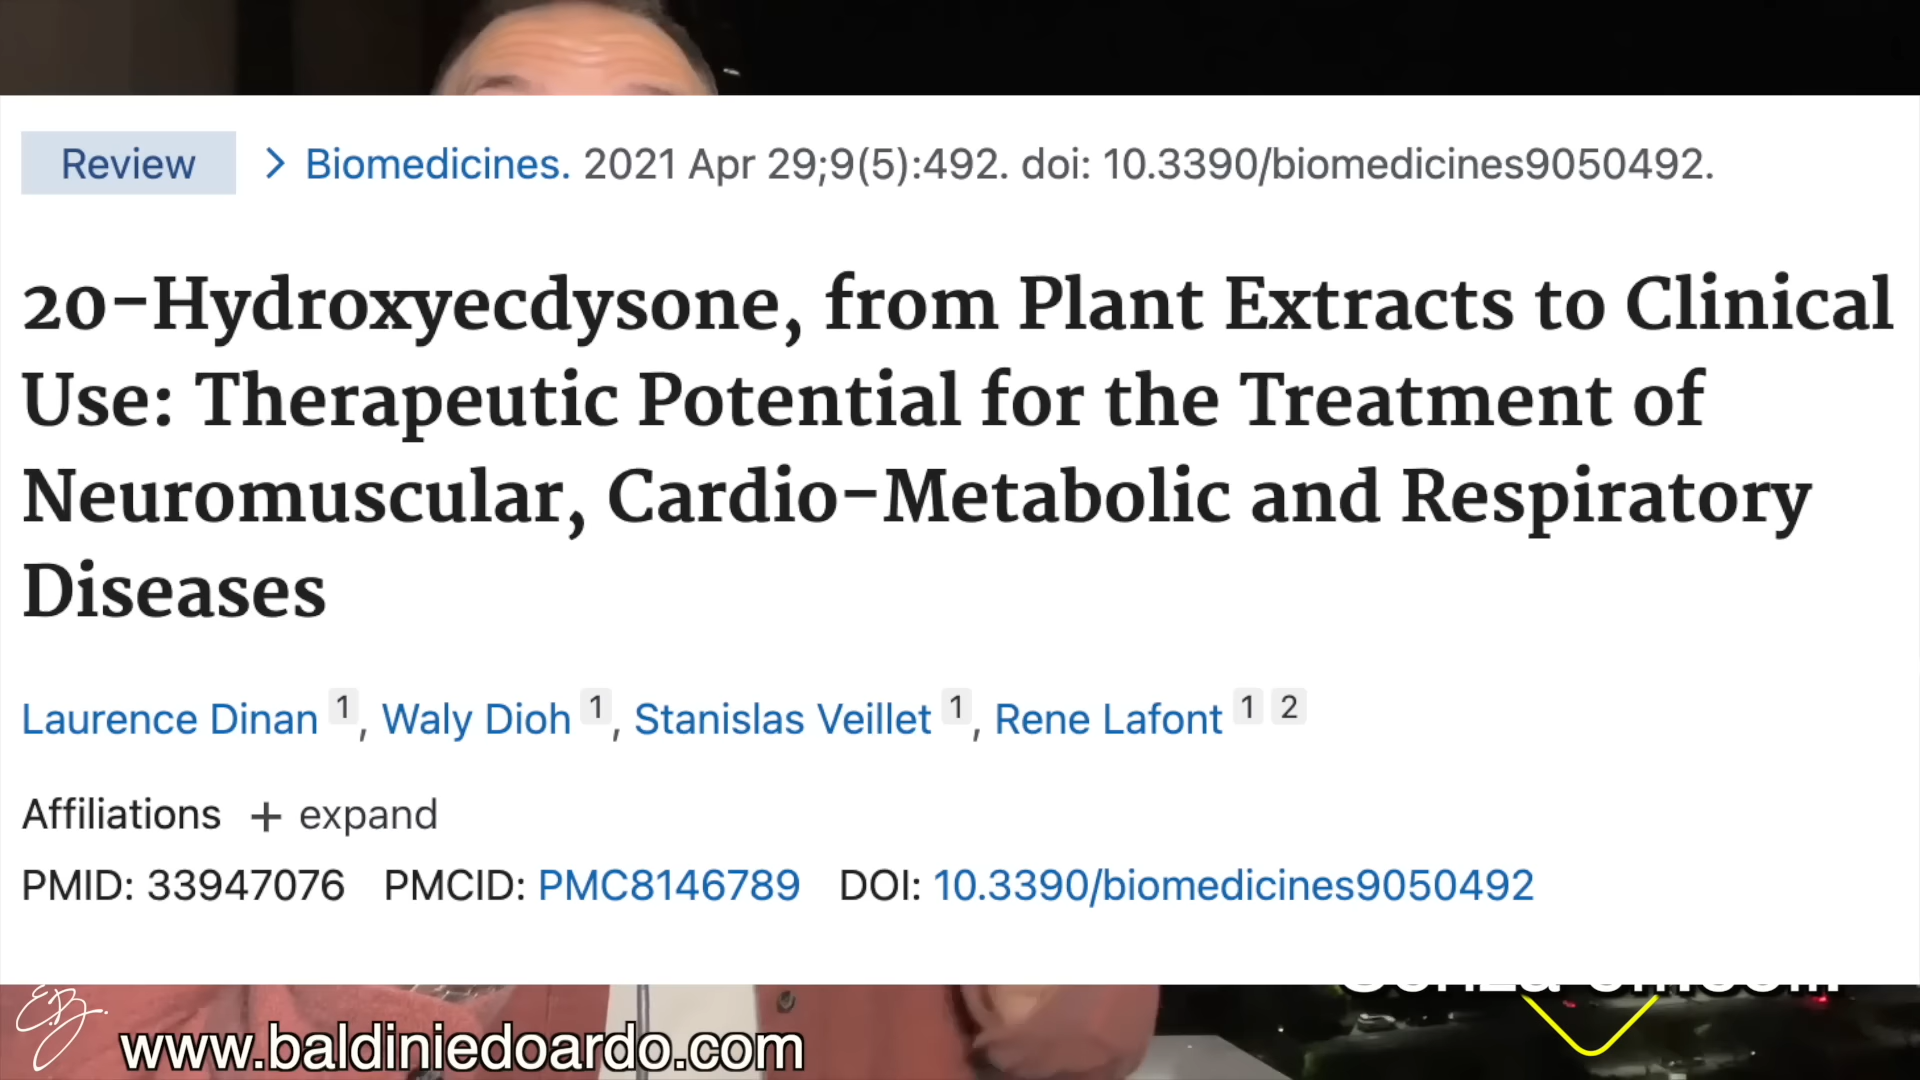 Review > Biomedicines. 2021 Apr 29;9(5):492. doi: 10.3390/biomedicines9050492.
20-Hydroxyecdysone, from Plant Extracts to Clinical
Use: Therapeutic Potential for the Treatment of
Neuromuscular, Cardio-Metabolic and Respiratory
Diseases
Laurence Dinan 1, Waly Dioh 1, Stanislas Veillet 1, Rene Lafont 1 2
Affiliations + expand
PMID: 33947076 PMCID: PMC8146789 DOI: 10.3390/biomedicines9050492
www.baldiniedoardo.com